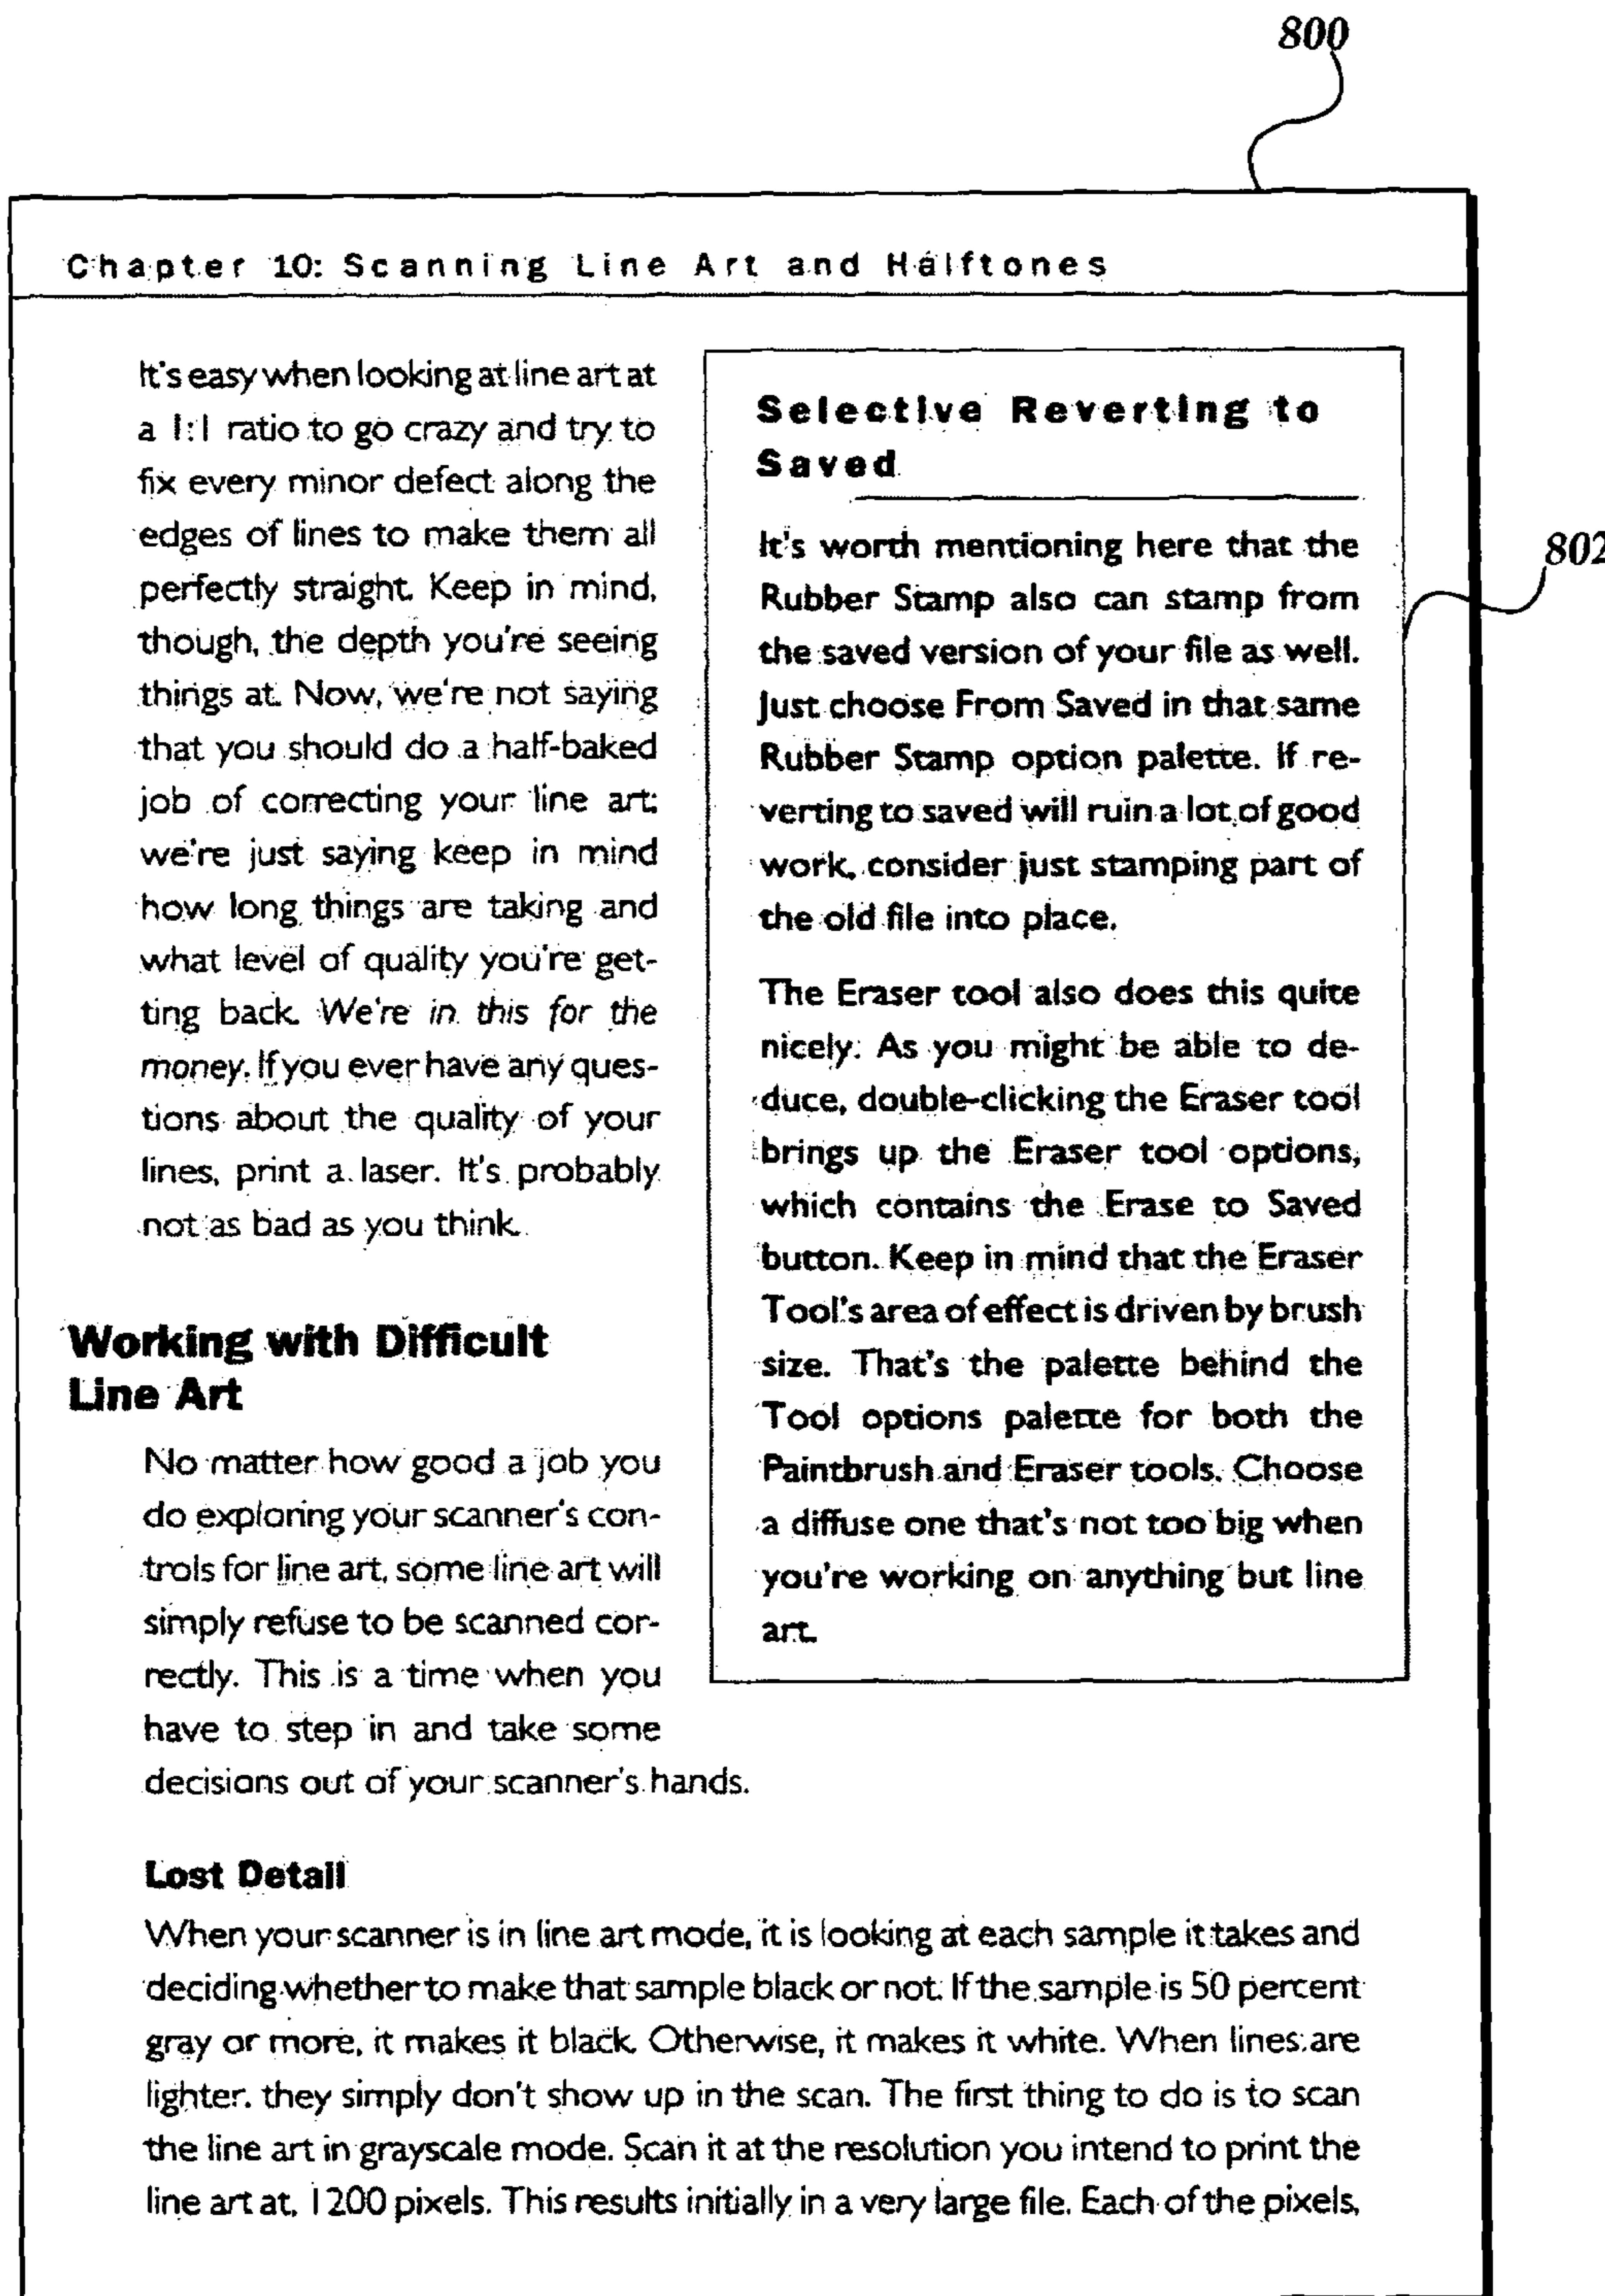 800
Chapter 10: Scanning Line Art and Halftones
It's easy when looking at line art at
a 1:1 ratio to go crazy and try to
fix every minor defect along the
edges of lines to make them all
perfectly straight. Keep in mind,
though, the depth you're seeing
things at. Now, we're not saying
that you should do a half-baked
job of correcting your line art;
we're just saying keep in mind
how long things are taking and
what level of quality you're get-
ting back. We're in this for the
money. If you ever have any ques-
tions about the quality of your
lines, print a laser. It's probably
not as bad as you think.
Working with Difficult
Line Art
No matter how good a job you
do exploring your scanner's con-
trols for line art, some line art will
simply refuse to be scanned cor-
rectly. This is a time when you
have to step in and take some
decisions out of your scanner's hands.
Selective Reverting to
Saved
802
It's worth mentioning here that the
Rubber Stamp also can stamp from
the saved version of your file as well.
Just choose From Saved in that same
Rubber Stamp option palette. If re-
verting to saved will ruin a lot of good
work, consider just stamping part of
the old file into place.
The Eraser tool also does this quite
nicely. As you might be able to de-
duce, double-clicking the Eraser tool
brings up the Eraser tool options,
which contains the Erase to Saved
button. Keep in mind that the Eraser
Tool's area of effect is driven by brush
size. That's the palette behind the
Tool options palette for both the
Paintbrush and Eraser tools. Choose
a diffuse one that's not too big when
you're working on anything but line
art.
Lost Detail
When your scanner is in line art mode, it is looking at each sample it takes and
deciding whether to make that sample black or not. If the sample is 50 percent
gray or more, it makes it black. Otherwise, it makes it white. When lines are
lighter, they simply don't show up in the scan. The first thing to do is to scan
the line art in grayscale mode. Scan it at the resolution you intend to print the
line art at, 1200 pixels. This results initially in a very large file. Each of the pixels,